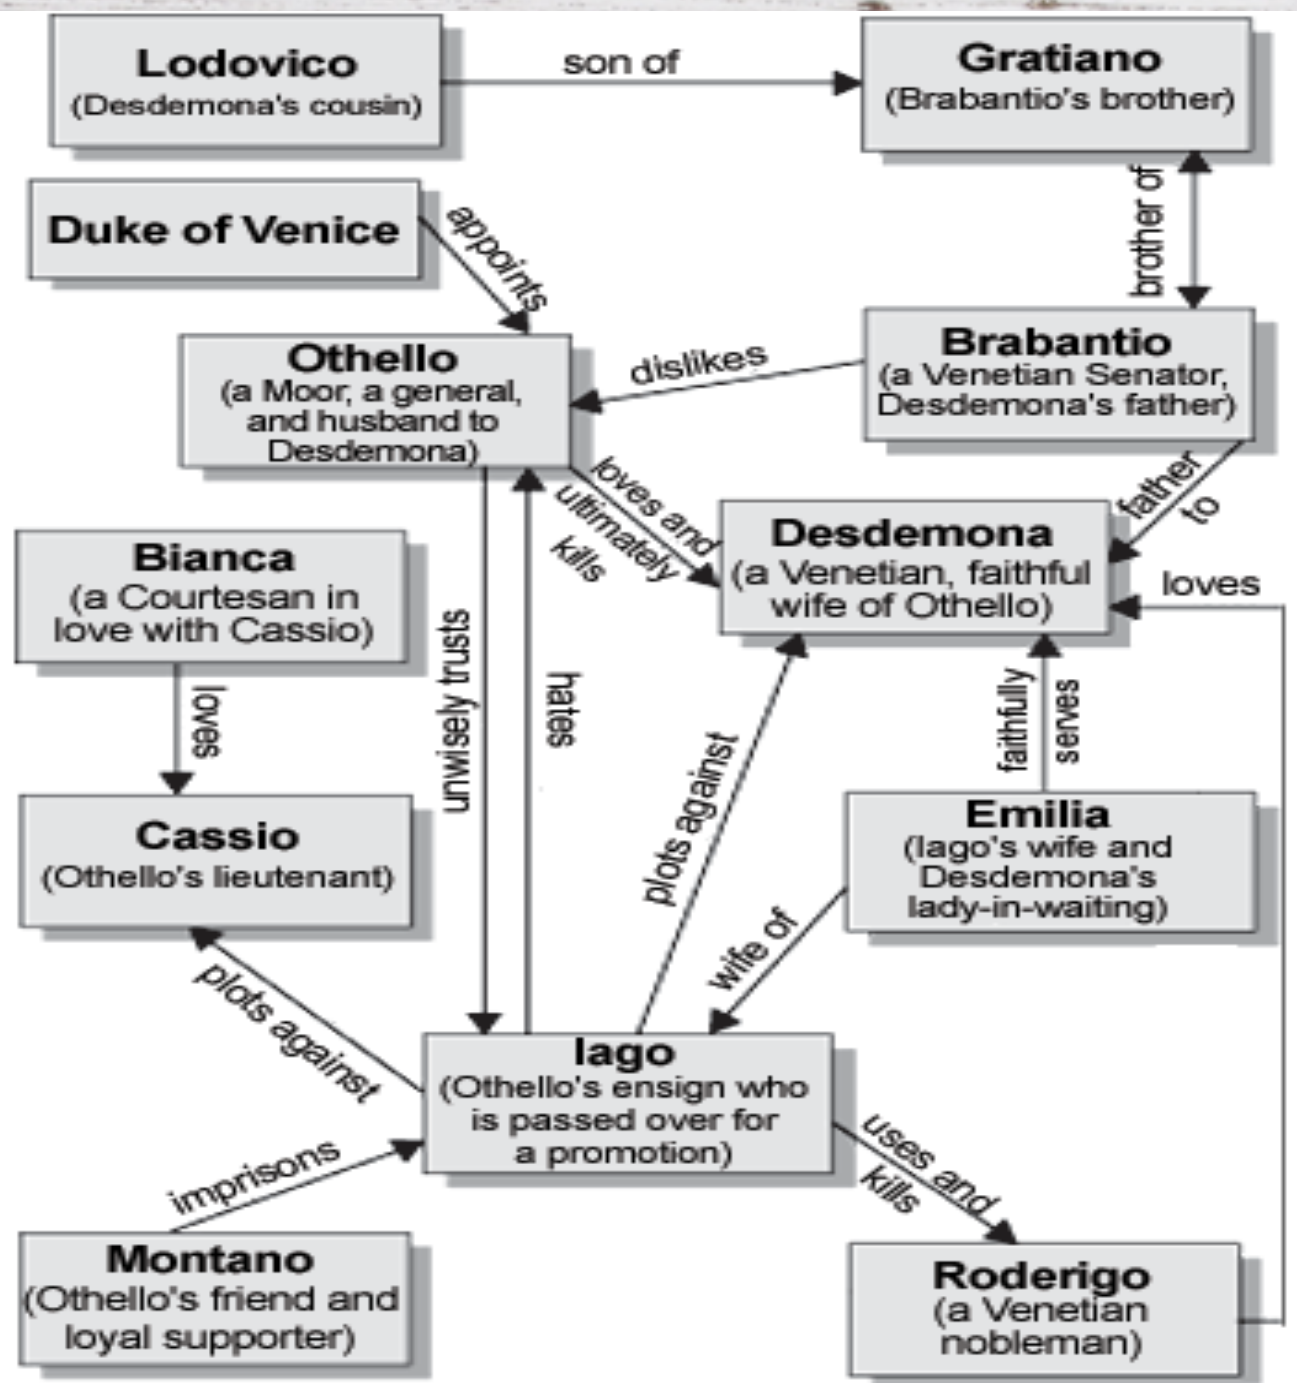 Lodovico
(Desdemona's cousin)
son of
Gratiano
(Brabantio's brother)
brother of
Duke of Venice
appoints
Othello
(a Moor, a general,
and husband to
Desdemona)
dislikes
Brabantio
(a Venetian Senator,
Desdemona's father)
father
to
loves and
ultimately
kills
Desdemona
(a Venetian, faithful
wife of Othello)
loves
Bianca
(a Courtesan in
love with Cassio)
loves
unwisely trusts
hates
plots against
faithfully
serves
Cassio
(Othello's lieutenant)
Emilia
(Iago's wife and
Desdemona's
lady-in-waiting)
wife of
plots against
Iago
(Othello's ensign who
is passed over for
a promotion)
imprisons
uses and
kills
Montano
(Othello's friend and
loyal supporter)
Roderigo
(a Venetian
nobleman)